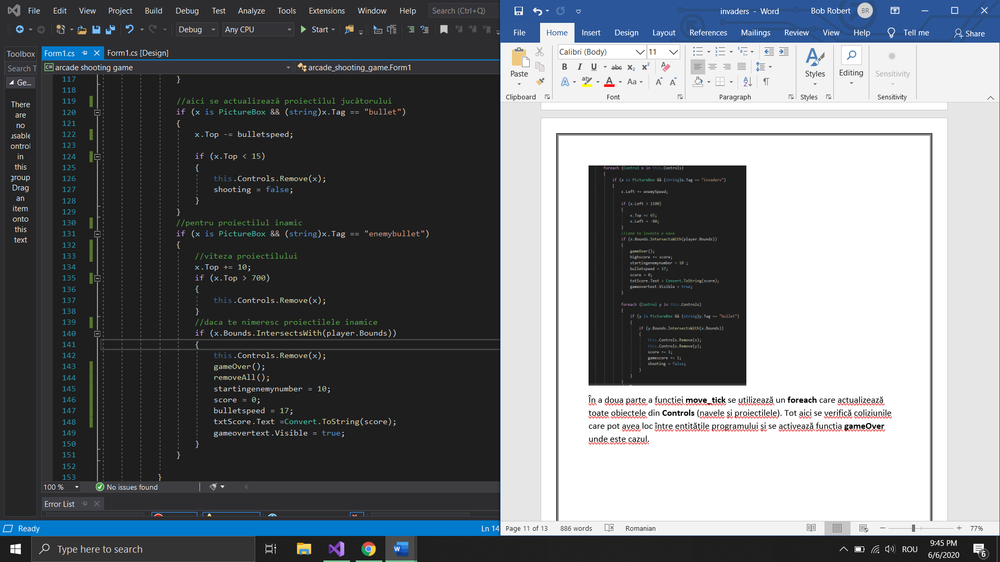 File Edit View Project Build Debug Test Analyze Tools Extensions Window Help Search (Ctrl+Q)
Debug Any CPU Start
Toolbox Form1.cs Form1.cs [Design]
Search T arcade shooting game arcade_shooting_game.Form1
Ge...
There
are
no
usable
ontrol
in
this
group
Drag
an
item
onto
this
text
117 }
118
119 //aici se actualizează proiectilul jucătorului
120 if (x is PictureBox && (string)x.Tag == "bullet")
121 {
122 x.Top -= bulletspeed;
123
124 if (x.Top < 15)
125 {
126 this.Controls.Remove(x);
127 shooting = false;
128 }
129 }
130 //pentru proiectilul inamic
131 if (x is PictureBox && (string)x.Tag == "enemybullet")
132 {
133 //viteza proiectilului
134 x.Top += 10;
135 if (x.Top > 700)
136 {
137 this.Controls.Remove(x);
138 }
139 //daca te nimeresc proiectilele inamice
140 if (x.Bounds.IntersectsWith(player.Bounds))
141 {
142 this.Controls.Remove(x);
143 gameOver();
144 removeAll();
145 startingenemynumber = 10;
146 score = 0;
147 bulletspeed = 17;
148 txtScore.Text =Convert.ToString(score);
149 gameovertext.Visible = true;
150 }
151 }
152
153 }
100 % No issues found
Error List
Ready Ln 14
invaders - Word Bob Robert BR
File Home Insert Design Layout References Mailings Review View Help Tell me Share
Paste Calibri (Body) 11
B I U abc x₂ x² Styles Editing Sensitivity
A ab A Aa A A
Clipboard Font Paragraph Styles Sensitivity
foreach (Control x in this.Controls)
{
if (x is PictureBox && (string)x.Tag == "invaders")
{
x.Left += enemySpeed;
if (x.Left > 1100)
{
x.Top += 65;
x.Left = -80;
}
//cand te loveste o nava
if (x.Bounds.IntersectsWith(player.Bounds))
{
gameOver();
highscore += score;
startingenemynumber = 10 ;
bulletspeed = 17;
score = 0;
txtScore.Text = Convert.ToString(score);
gameovertext.Visible = true;
}
foreach (Control y in this.Controls)
{
if (y is PictureBox && (string)y.Tag == "bullet")
{
if (y.Bounds.IntersectsWith(x.Bounds))
{
this.Controls.Remove(x);
this.Controls.Remove(y);
score += 1;
gamescore += 1;
shooting = false;
}
}
}
În a doua parte a funcției move_tick se utilizează un foreach care actualizează
toate obiectele din Controls (navele și proiectilele). Tot aici se verifică coliziunile
care pot avea loc între entitățile programului și se activează funcția gameOver
unde este cazul.
Page 11 of 13 886 words Romanian 77%
Type here to search ROU 9:45 PM
6/6/2020 6